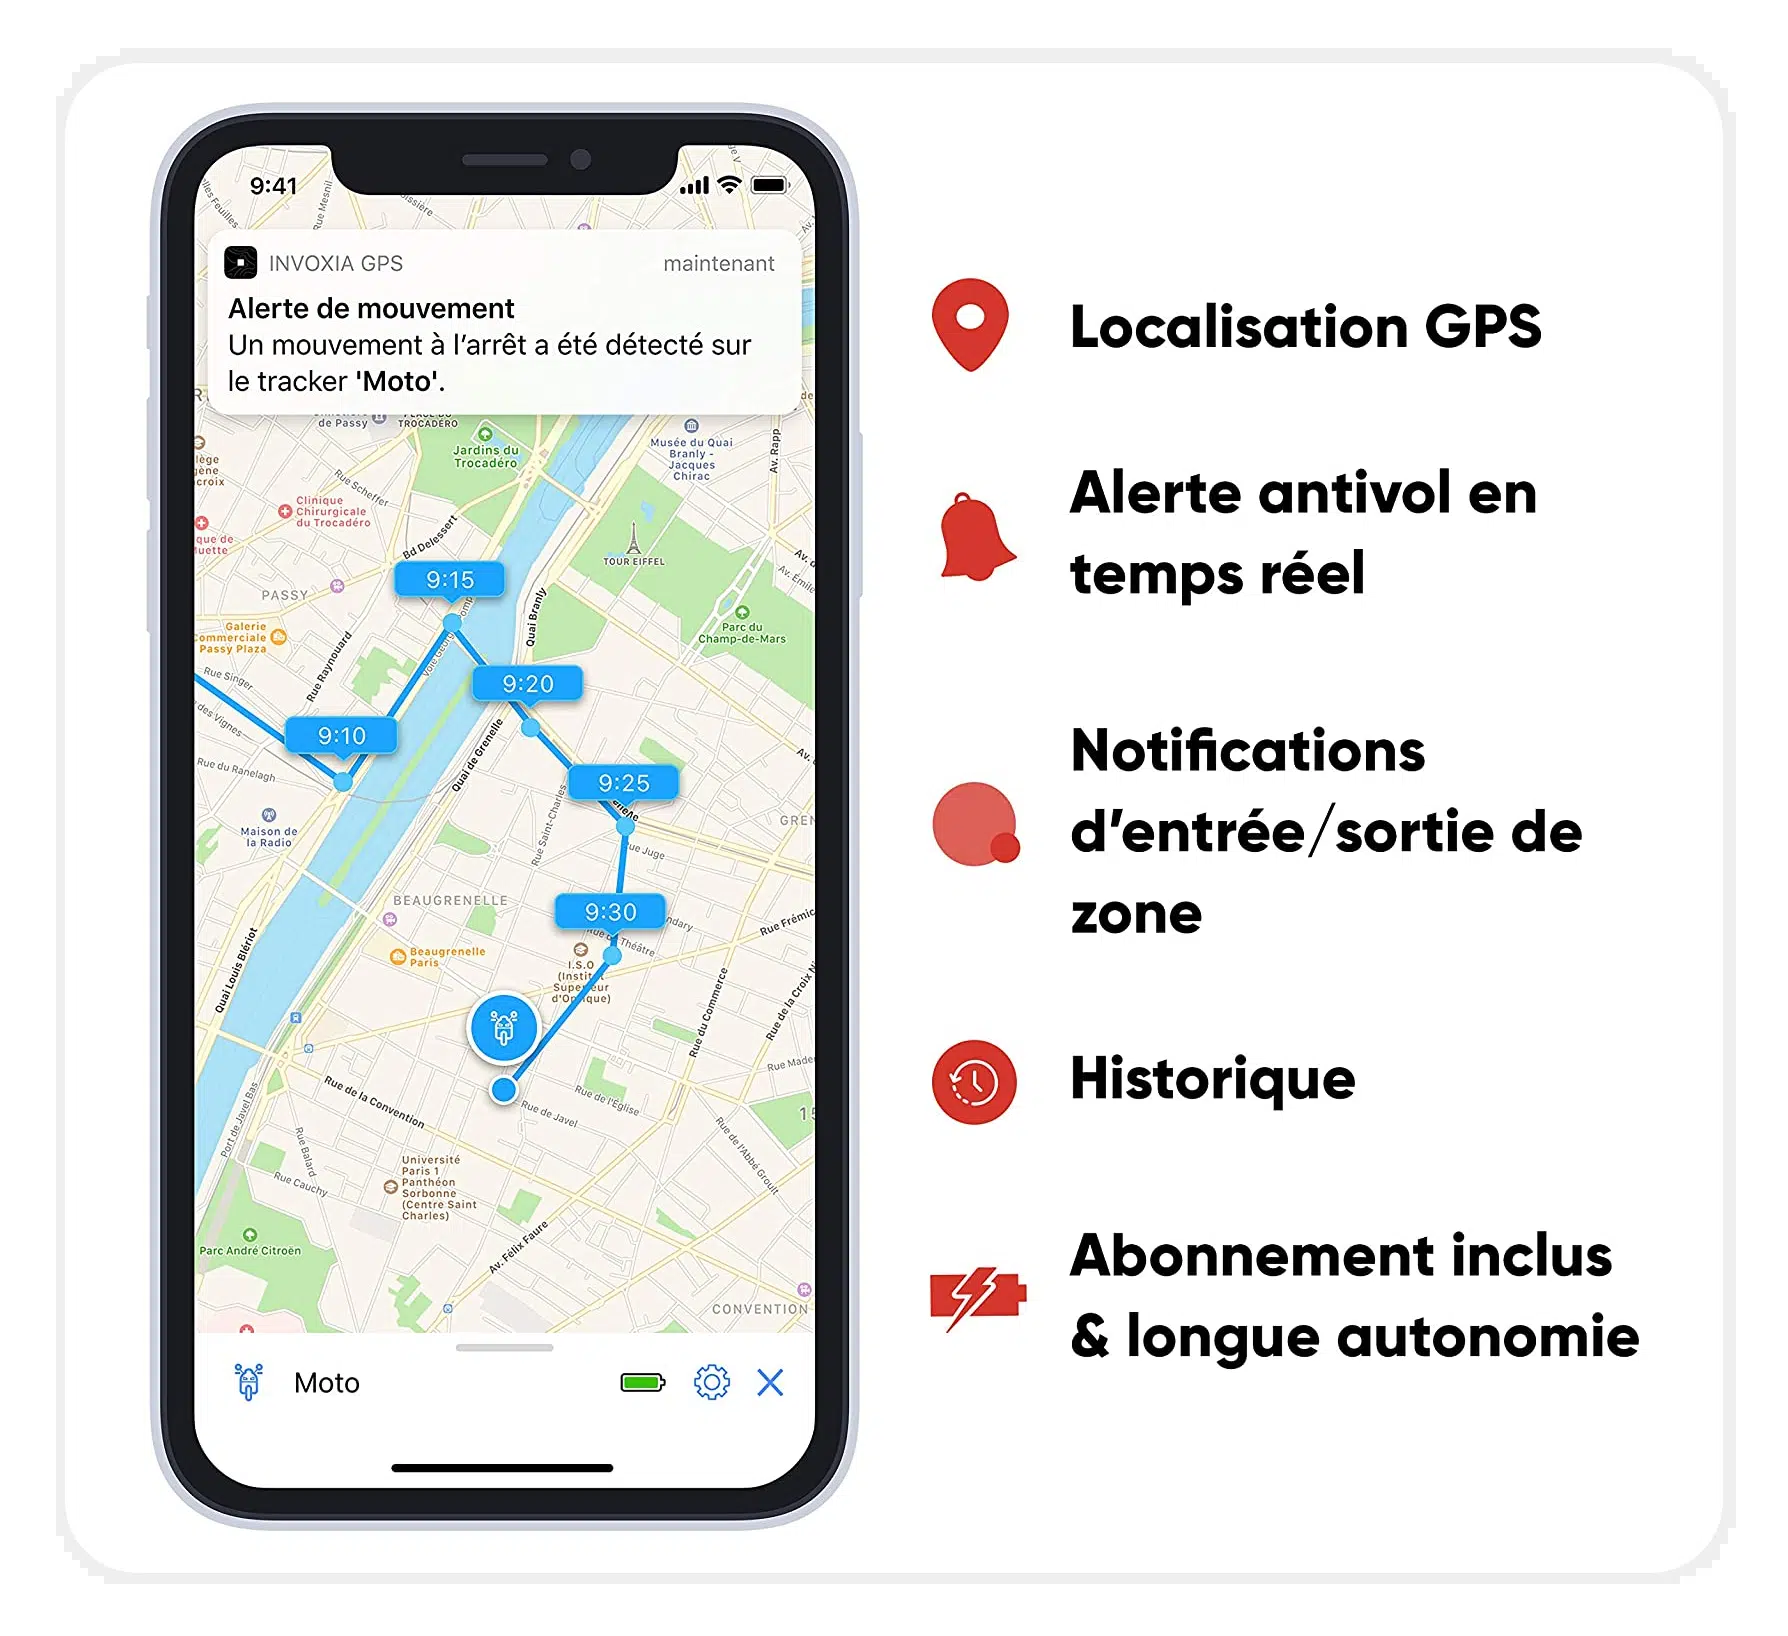 9:41
INVOXIA GPS
maintenant
Alerte de mouvement
Un mouvement à l'arrêt a été détecté sur
le tracker 'Moto'.
Rue Mesnil
de Passy
TROCADÉRO
Jardins du
Trocadéro
Musée du Quai
Branly -
Jacques
Chirac
Av. Rapp
Rue Scheffer
Clinique
Chirurgicale
du Trocadéro
Bd Delessert
TOUR EIFFEL
9:15
PASSY
Quai Branly
Parc du
Champ-de-Mars
Galerie
Commerciale
Passy Plaza
Rue Raynouard
Rue Singer
9:20
des Vignes
9:10
Rue du Ranelagh
Quai de Grenelle
9:25
Maison de
la Radio
Rue Saint-Charles
Rue Juge
BEAUGRENELLE
9:30
Beaugrenelle
Paris
Rue du Théâtre
I.S.O
(Institut
Supérieur
d'Optique)
Quai Louis Blériot
Rue du Commerce
Rue de la Convention
Rue de Javel
Rue de l'Église
Port de Javel Bas
Rue Balard
Rue Cauchy
Rue de l'Abbé Groult
Université
Paris 1
Panthéon
Sorbonne
(Centre Saint
Charles)
Parc André Citroën
Av. Félix Faure
CONVENTION
Moto
Localisation GPS
Alerte antivol en
temps réel
Notifications
d'entrée/sortie de
zone
Historique
Abonnement inclus
& longue autonomie